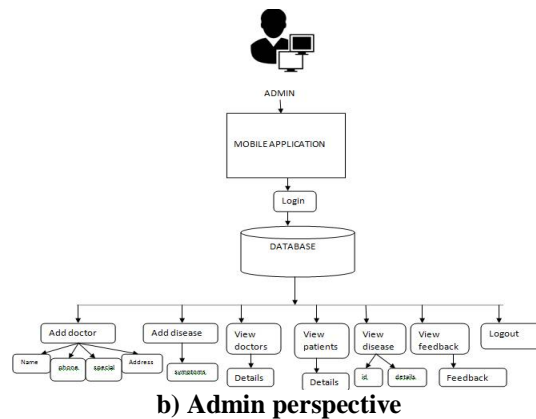 ADMIN
MOBILE APPLICATION
Login
DATABASE
Add doctor
Add disease
View
doctors
View
patients
View
disease
View
feedback
Logout
Name
phone
special
Address
symptoms
Details
Details
id
details
Feedback
b) Admin perspective